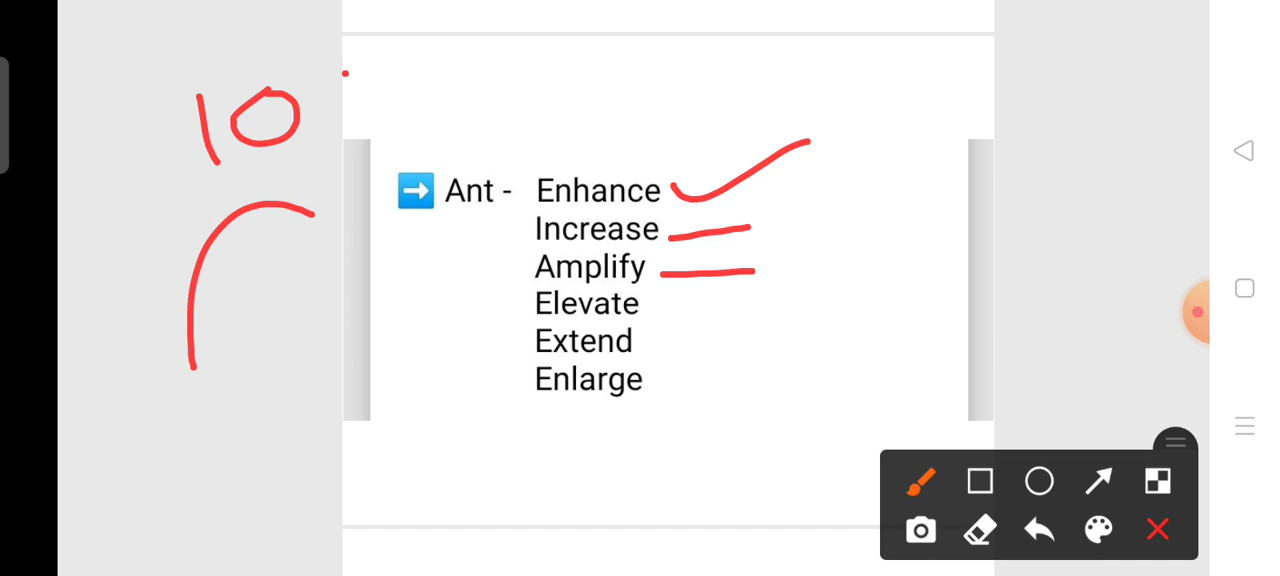 10
➡️ Ant - Enhance
Increase
Amplify
Elevate
Extend
Enlarge